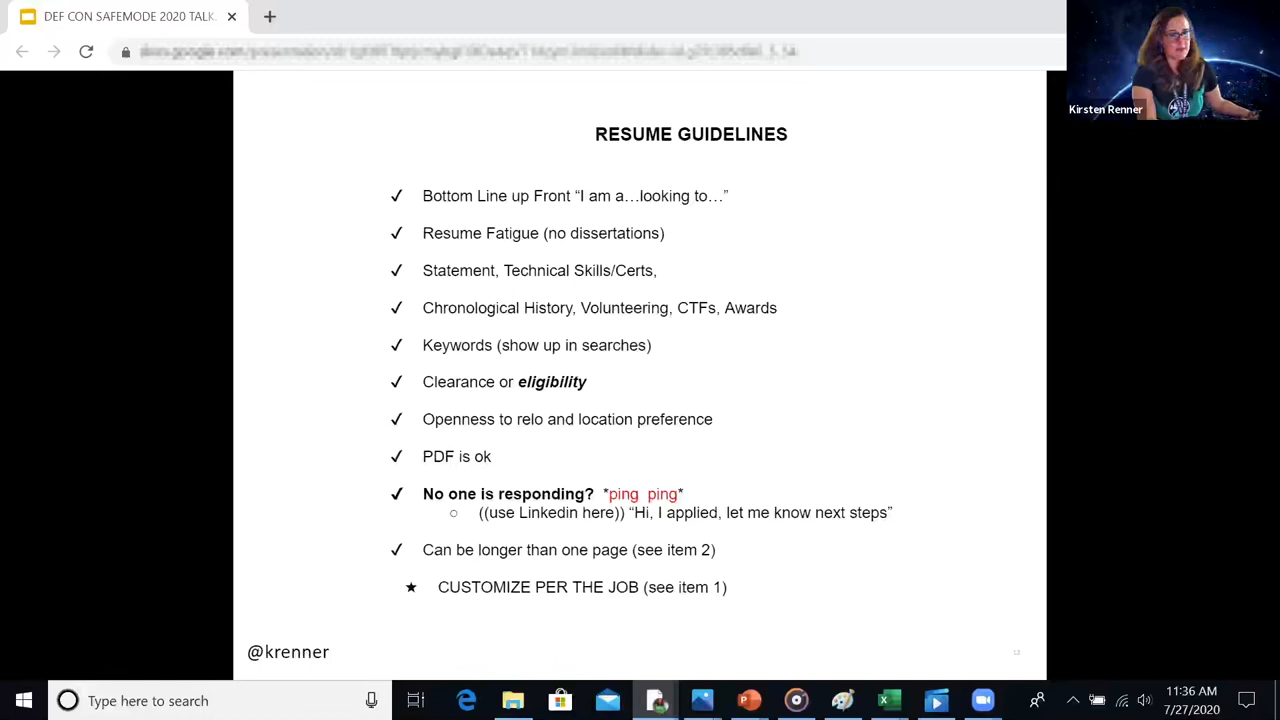 DEF CON SAFEMODE 2020 TALK
Kirsten Renner
RESUME GUIDELINES
✓ Bottom Line up Front “I am a…looking to…”
✓ Resume Fatigue (no dissertations)
✓ Statement, Technical Skills/Certs,
✓ Chronological History, Volunteering, CTFs, Awards
✓ Keywords (show up in searches)
✓ Clearance or eligibility
✓ Openness to relo and location preference
✓ PDF is ok
✓ No one is responding? *ping ping*
○ ((use Linkedin here)) “Hi, I applied, let me know next steps”
✓ Can be longer than one page (see item 2)
★ CUSTOMIZE PER THE JOB (see item 1)
@krenner
12
Type here to search
11:36 AM
7/27/2020